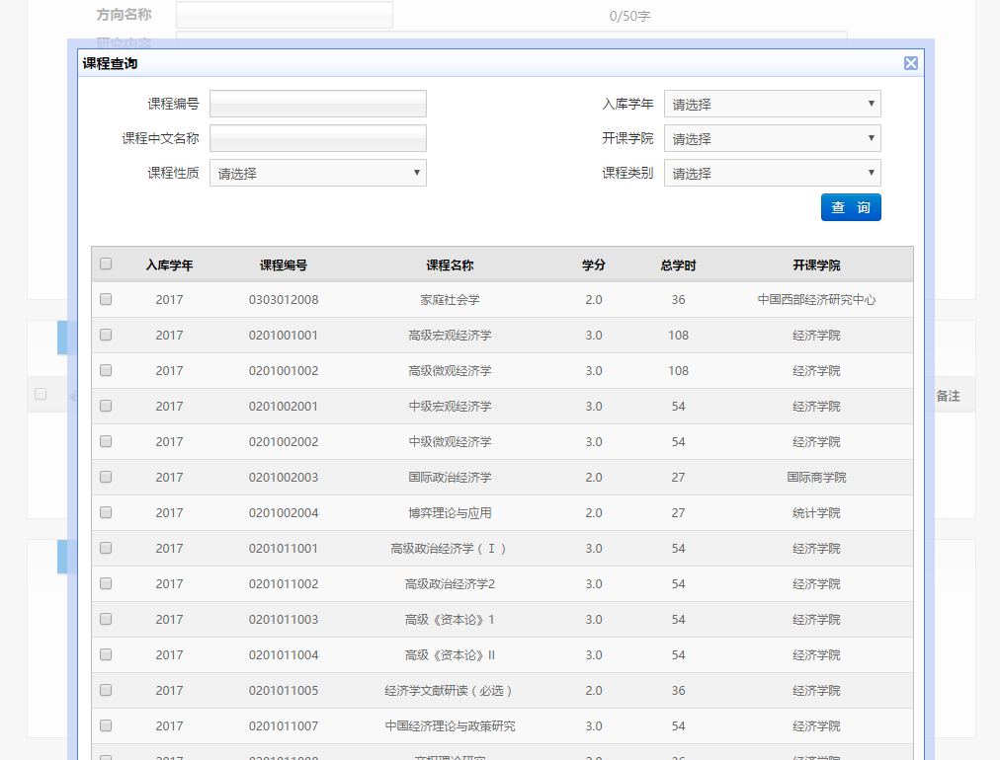 方向名称 0/50字
研究内容
课程查询
课程编号 入库学年 请选择
课程中文名称 开课学院 请选择
课程性质 请选择 课程类别 请选择
查 询
入库学年 课程编号 课程名称 学分 总学时 开课学院
2017 0303012008 家庭社会学 2.0 36 中国西部经济研究中心
2017 0201001001 高级宏观经济学 3.0 108 经济学院
2017 0201001002 高级微观经济学 3.0 108 经济学院
备注
2017 0201002001 中级宏观经济学 3.0 54 经济学院
2017 0201002002 中级微观经济学 3.0 54 经济学院
2017 0201002003 国际政治经济学 2.0 27 国际商学院
2017 0201002004 博弈理论与应用 2.0 27 统计学院
2017 0201011001 高级政治经济学（Ⅰ） 3.0 54 经济学院
2017 0201011002 高级政治经济学2 3.0 54 经济学院
2017 0201011003 高级《资本论》1 3.0 54 经济学院
2017 0201011004 高级《资本论》II 3.0 54 经济学院
2017 0201011005 经济学文献研读（必选） 2.0 36 经济学院
2017 0201011007 中国经济理论与政策研究 3.0 54 经济学院